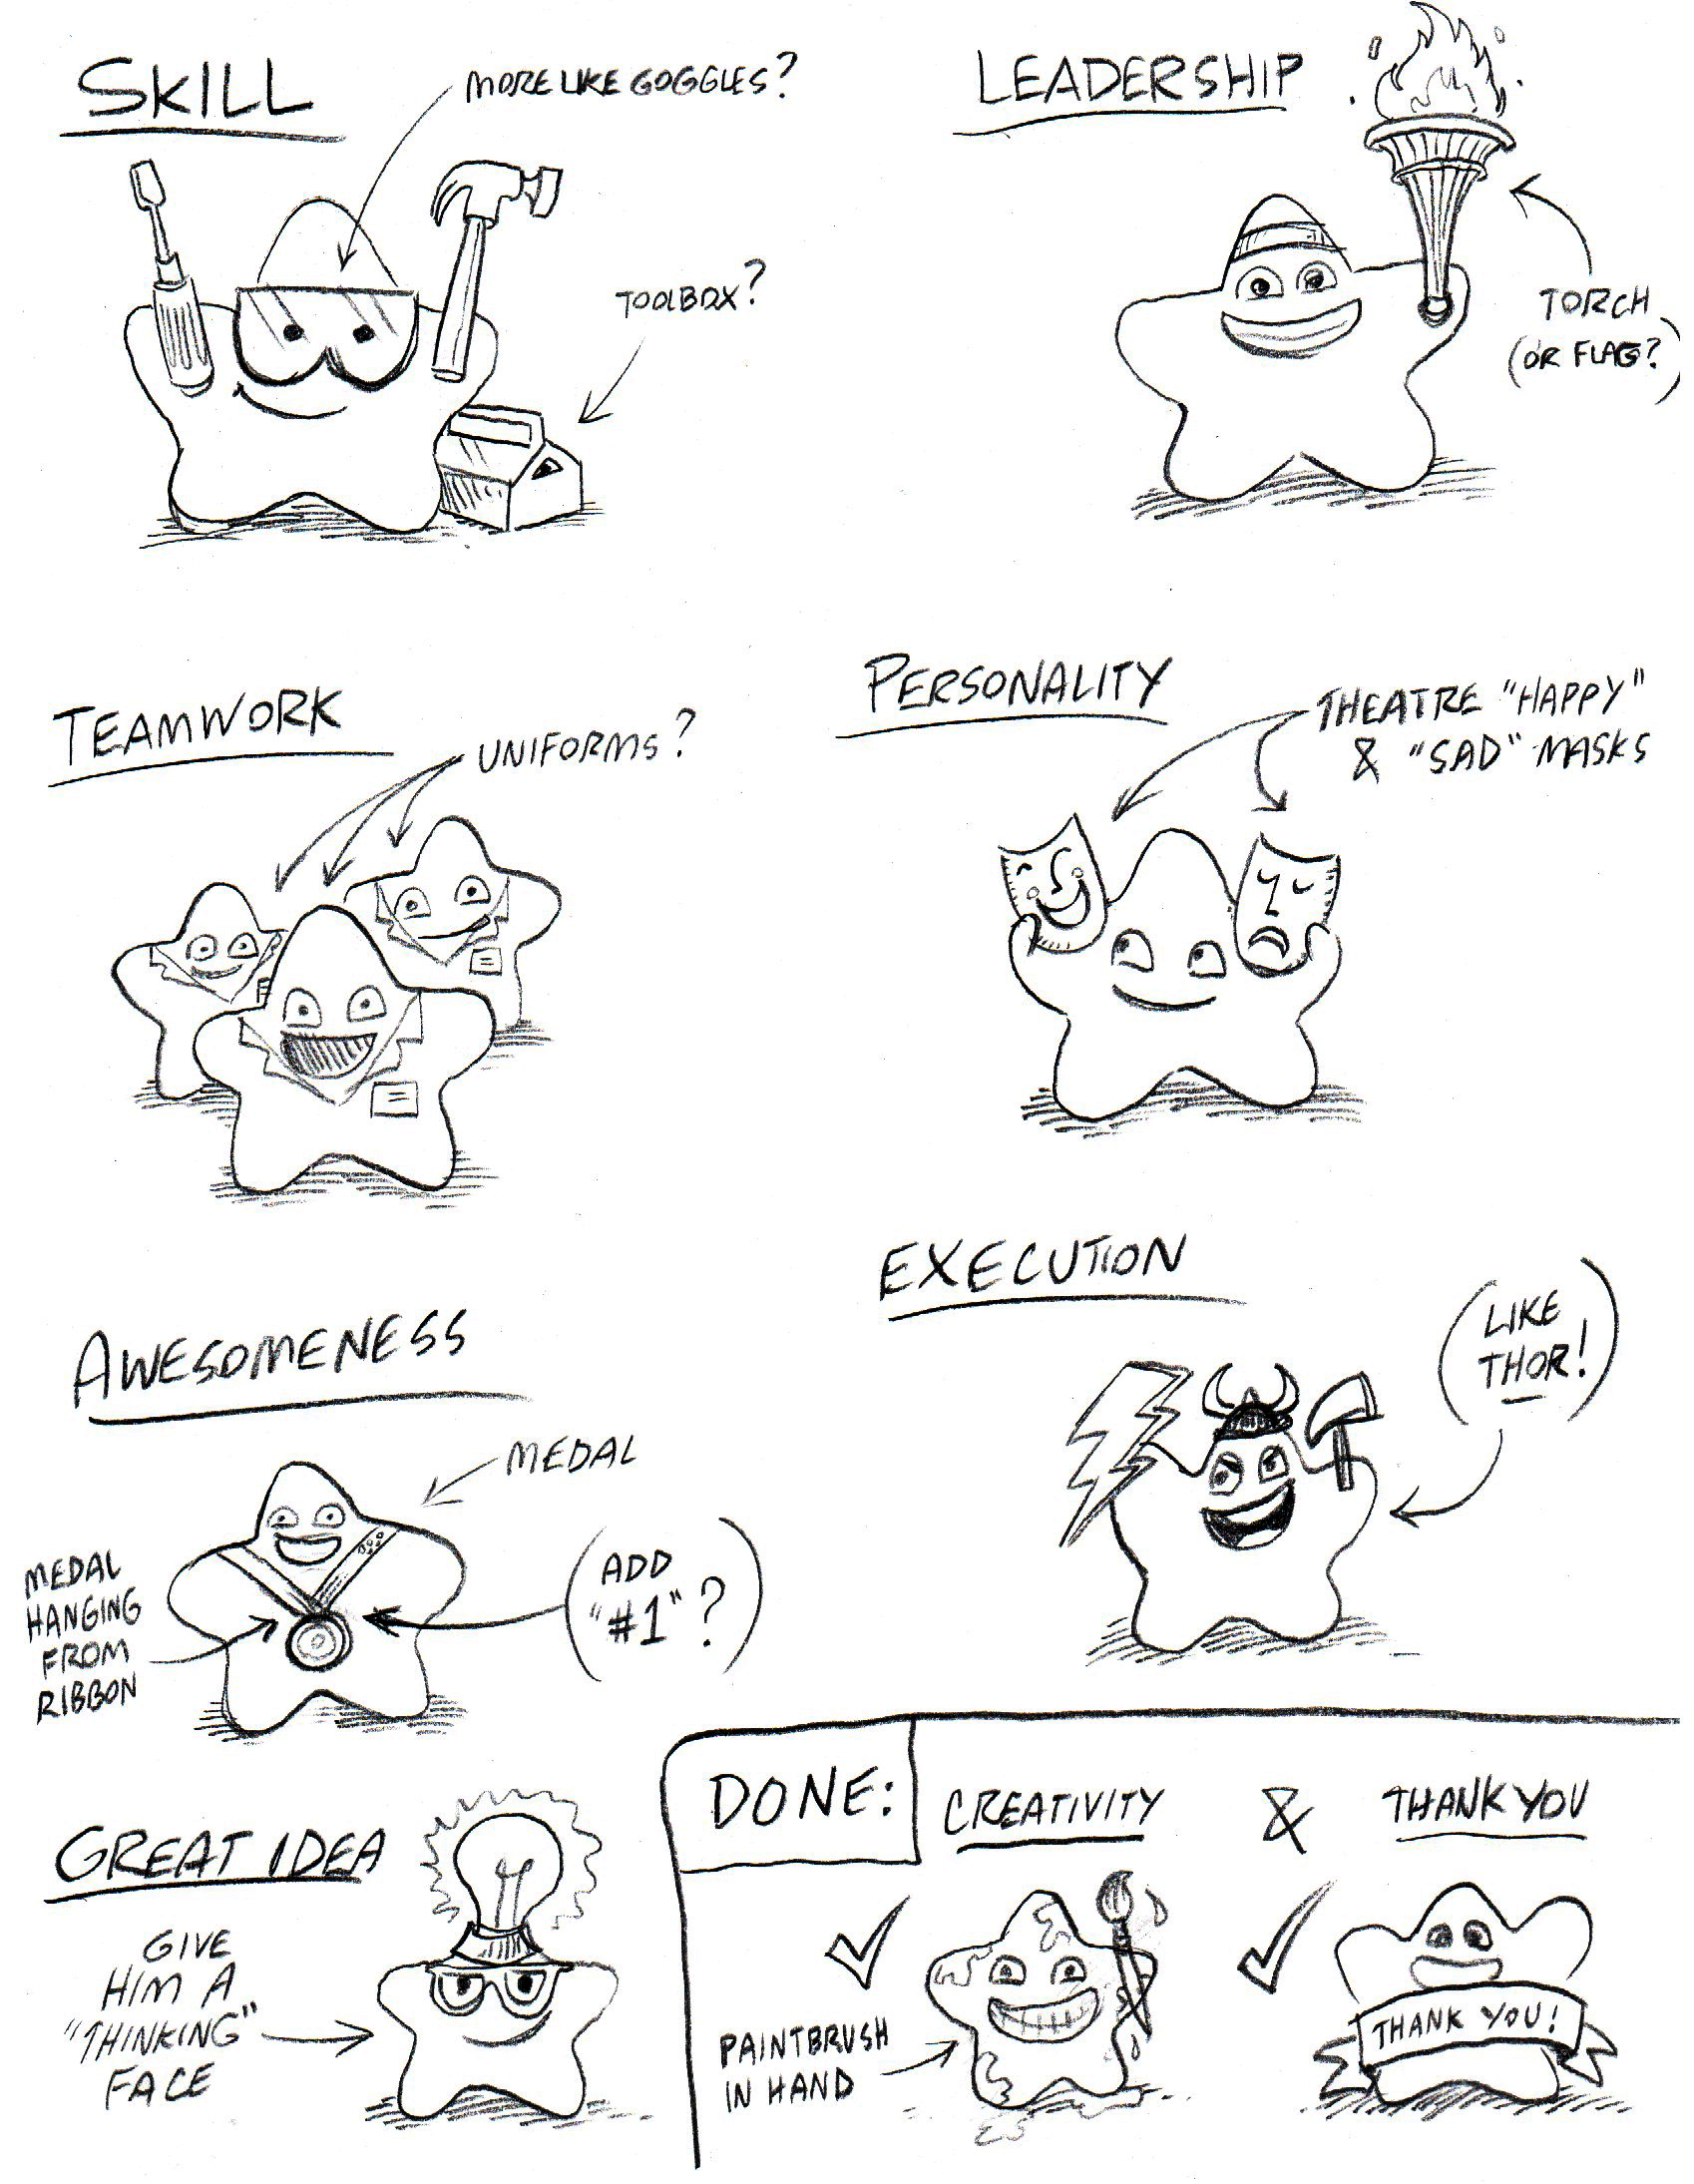 SKILL
MORE LIKE GOGGLES?
TOOLBOX?
LEADERSHIP
TORCH
(OR FLAG?)
TEAMWORK
UNIFORMS?
PERSONALITY
THEATRE "HAPPY"
& "SAD" MASKS
AWESOMENESS
MEDAL
MEDAL
HANGING
FROM
RIBBON
(ADD
"#1"?)
EXECUTION
(LIKE
THOR!)
GREAT IDEA
GIVE
HIM A
"THINKING"
FACE
DONE:
CREATIVITY & THANK YOU
PAINTBRUSH
IN HAND
THANK YOU!